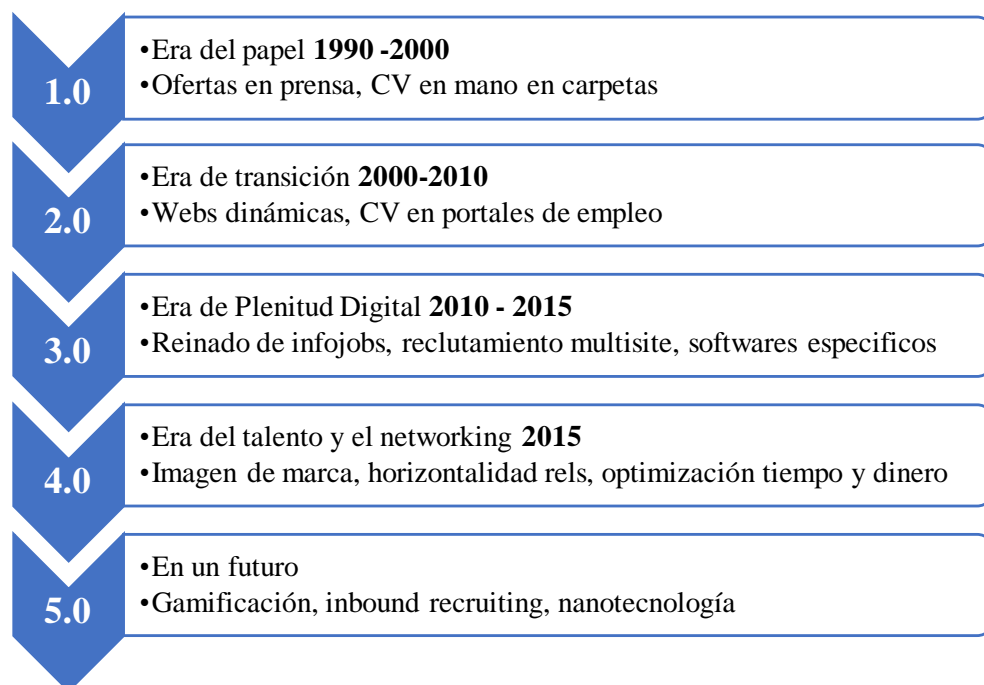 1.0
•Era del papel 1990 -2000
•Ofertas en prensa, CV en mano en carpetas
2.0
•Era de transición 2000-2010
•Webs dinámicas, CV en portales de empleo
3.0
•Era de Plenitud Digital 2010 - 2015
•Reinado de infojobs, reclutamiento multisite, softwares especificos
4.0
•Era del talento y el networking 2015
•Imagen de marca, horizontalidad rels, optimización tiempo y dinero
5.0
•En un futuro
•Gamificación, inbound recruiting, nanotecnología